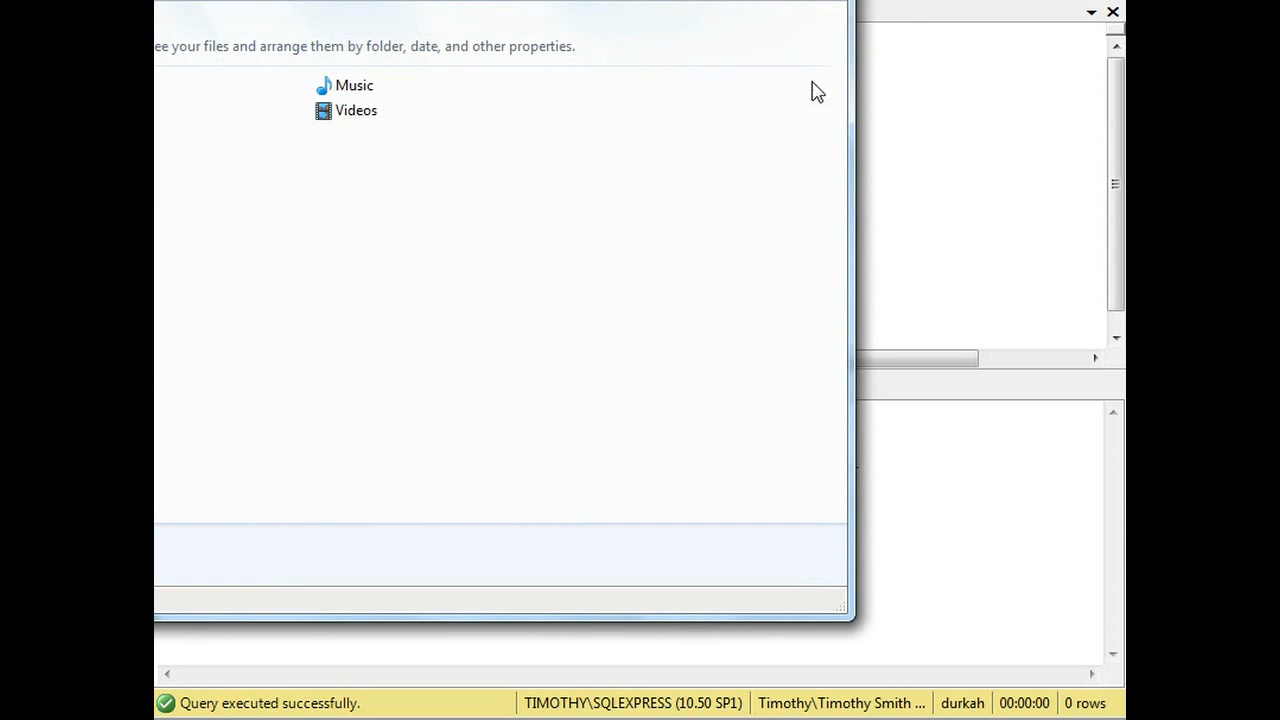 ee your files and arrange them by folder, date, and other properties.
Music
Videos
Query executed successfully.
TIMOTHY\SQLEXPRESS (10.50 SP1)
Timothy\Timothy Smith ...
durkah
00:00:00
0 rows